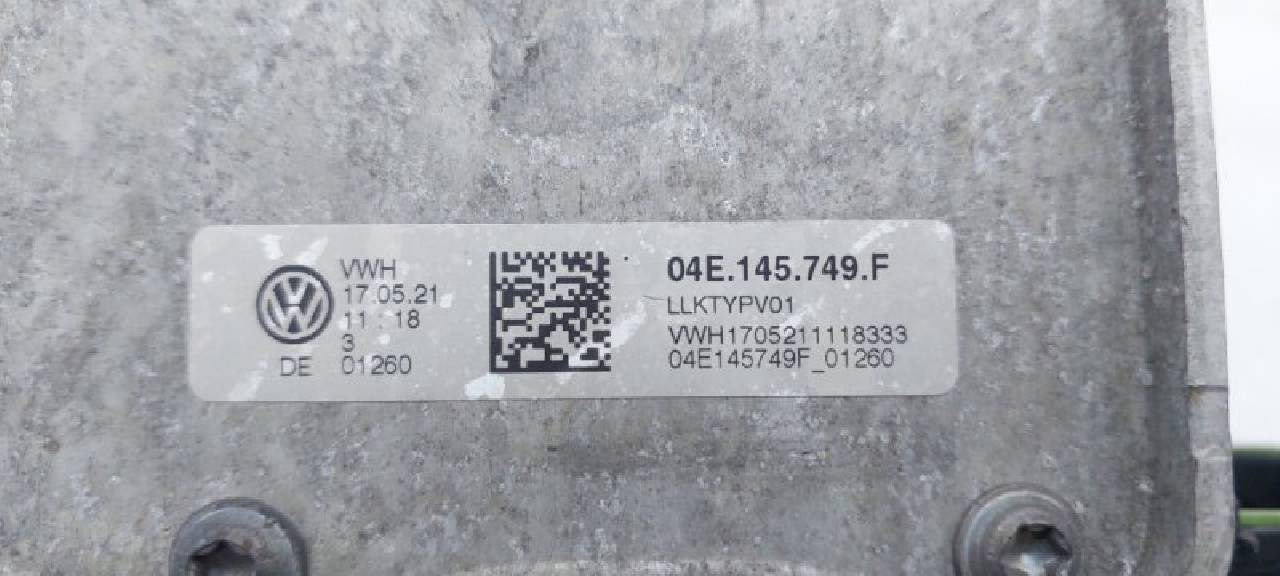 VWH
17.05.21
11 : 18
3
DE 01260
04E.145.749.F
LLKTYPV01
VWH1705211118333
04E145749F_01260